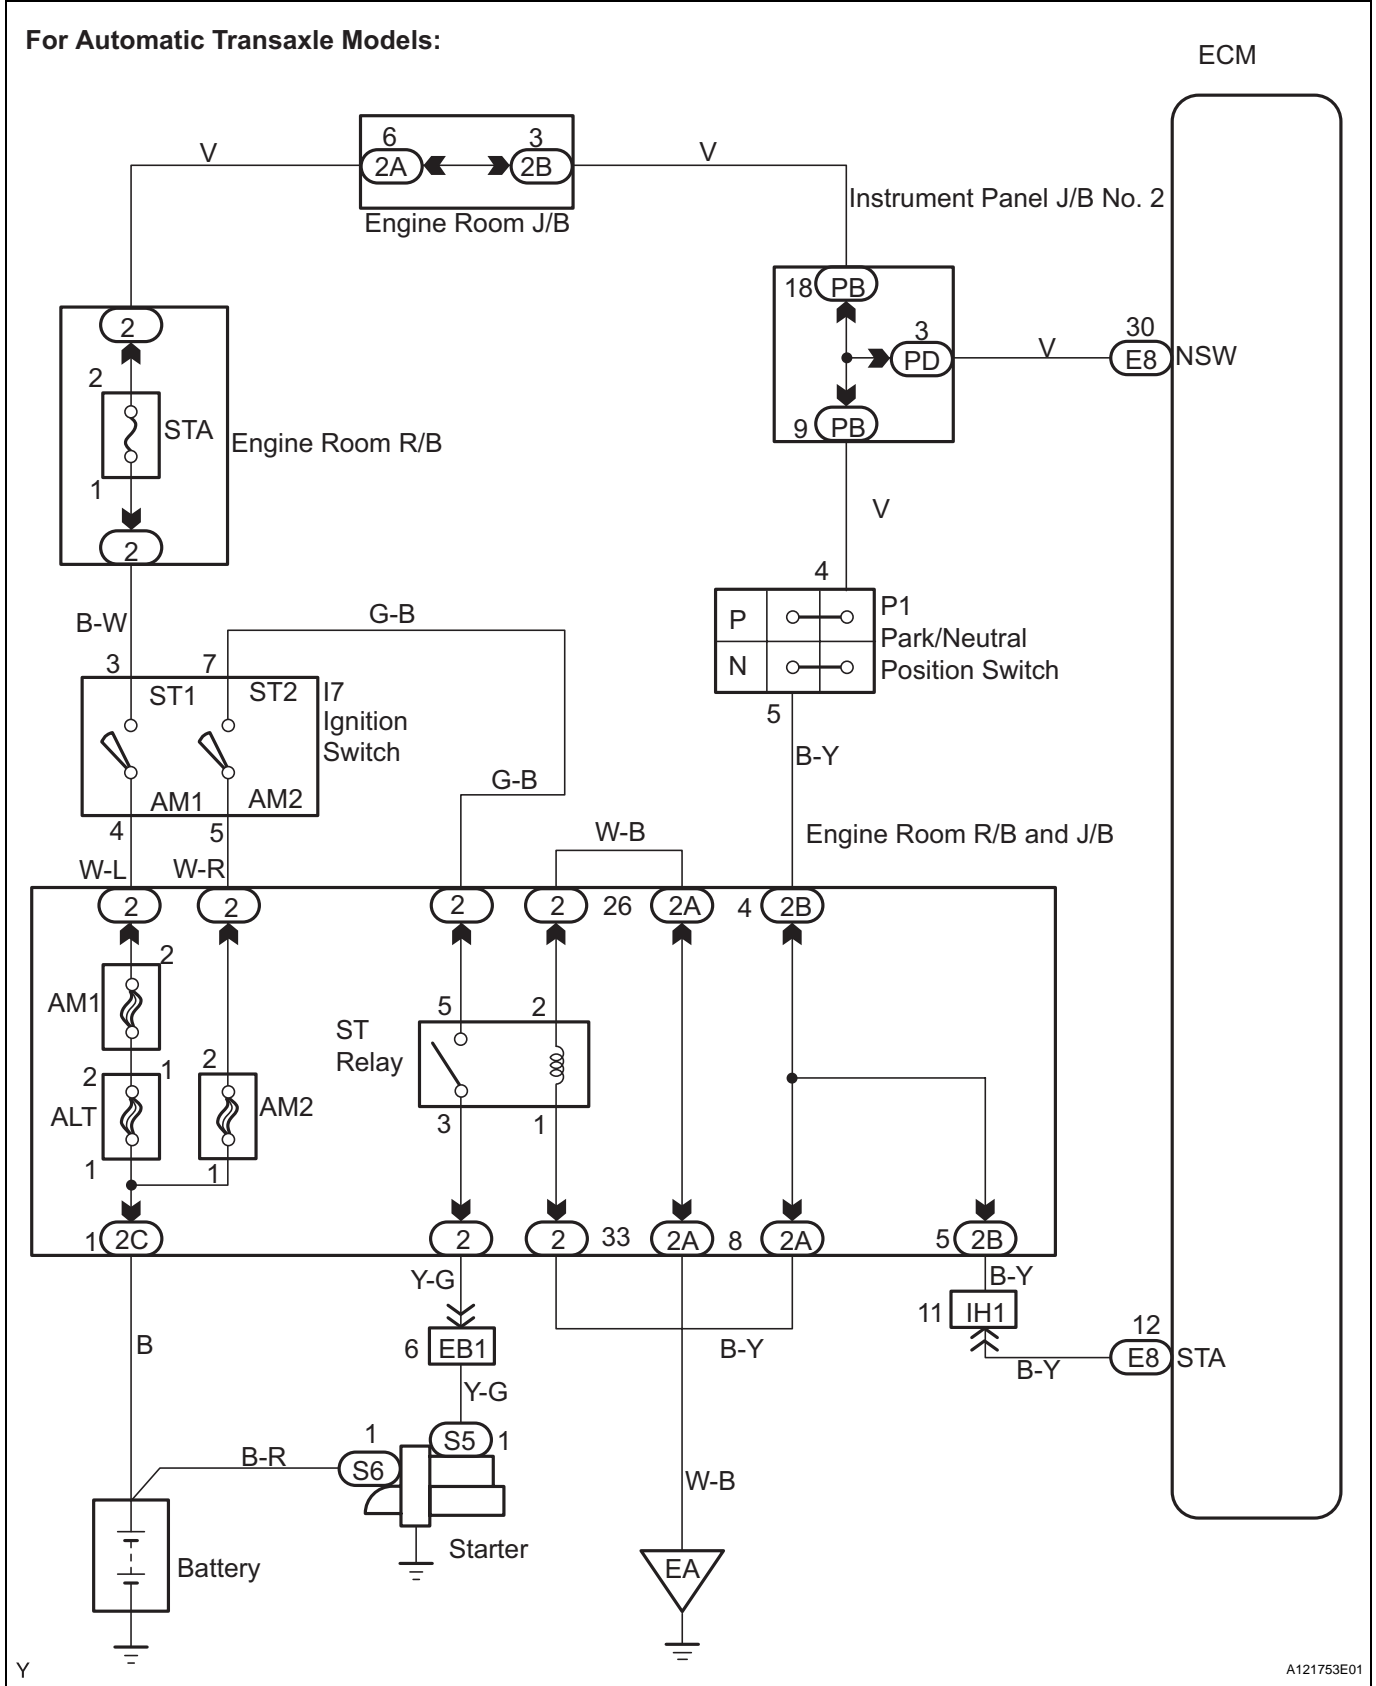 For Automatic Transaxle Models:
ECM
V
6
2A
3
2B
V
Engine Room J/B
Instrument Panel J/B No. 2
18
PB
3
PD
V
30
E8
NSW
9
PB
2
2
STA
1
2
Engine Room R/B
V
4
P
N
P1
Park/Neutral
Position Switch
5
B-Y
B-W
G-B
3
7
ST1
ST2
I7
Ignition
Switch
AM1
AM2
4
5
G-B
W-L
W-R
W-B
Engine Room R/B and J/B
2
2
2
2
26
2A
4
2B
2
AM1
1
2
ALT
1
2
AM2
1
ST
Relay
5
2
3
1
1
2C
2
2
33
2A
8
2A
5
2B
Y-G
B-Y
6
EB1
11
IH1
B
B-Y
B-Y
12
E8
STA
Y-G
1
S5
1
B-R
S6
W-B
Starter
Battery
EA
Y
A121753E01